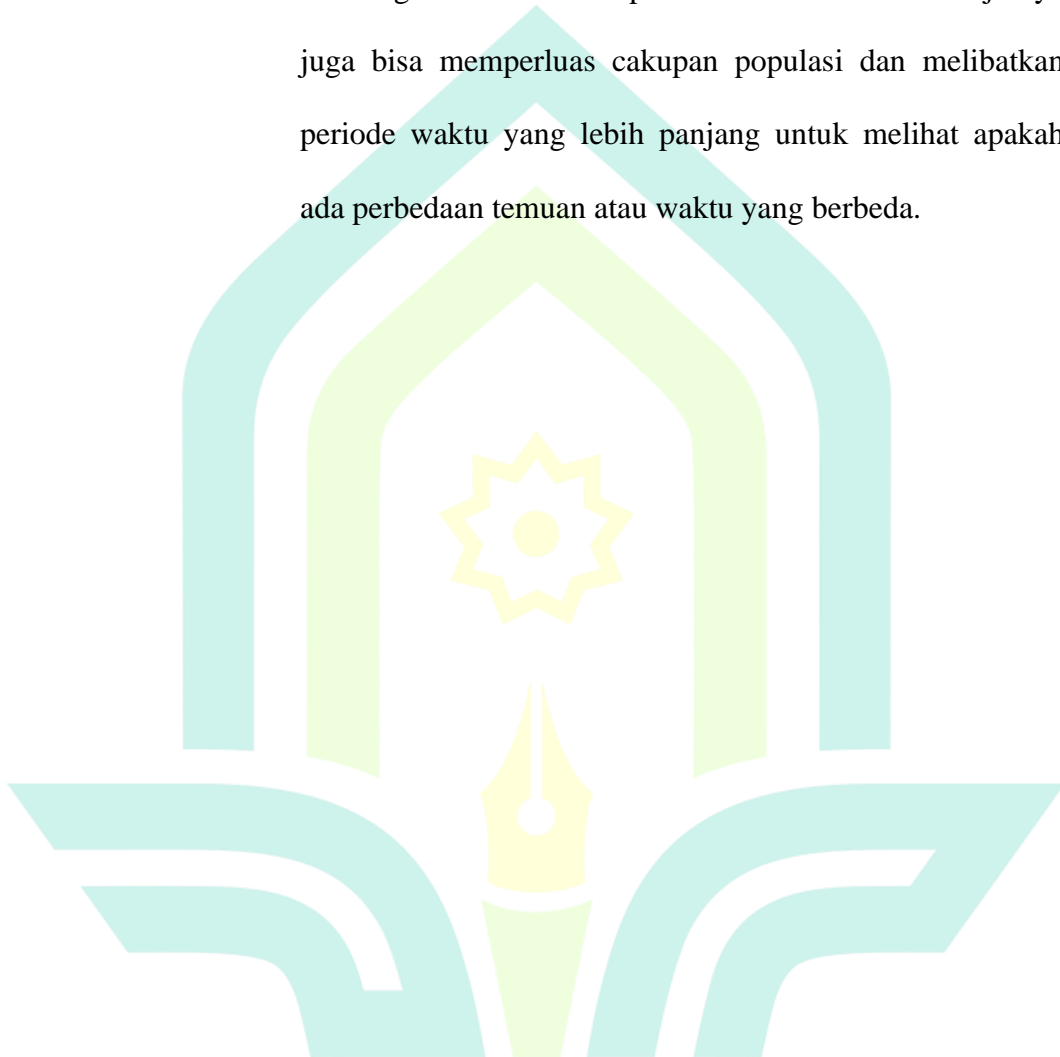 juga bisa memperluas cakupan populasi dan melibatkan
periode waktu yang lebih panjang untuk melihat apakah
ada perbedaan temuan atau waktu yang berbeda.